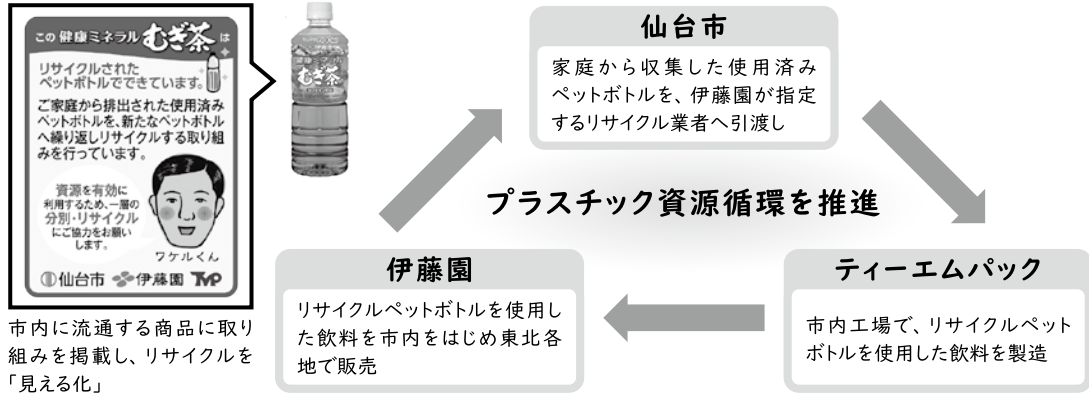 この健康ミネラルむぎ茶は
リサイクルされた
ペットボトルでできています。
ご家庭から排出された使用済み
ペットボトルを、新たなペットボトル
へ繰り返しリサイクルする取り組
みを行っています。
資源を有効に
利用するため、一層の
分別・リサイクル
にご協力をお願い
します。
ワケルくん
仙台市 伊藤園 TMP
市内に流通する商品に取り
組みを掲載し、リサイクルを
「見える化」
むぎ茶
仙台市
家庭から収集した使用済み
ペットボトルを、伊藤園が指定
するリサイクル業者へ引渡し
プラスチック資源循環を推進
伊藤園
リサイクルペットボトルを使用し
た飲料を市内をはじめ東北各
地で販売
ティーエムパック
市内工場で、リサイクルペット
ボトルを使用した飲料を製造